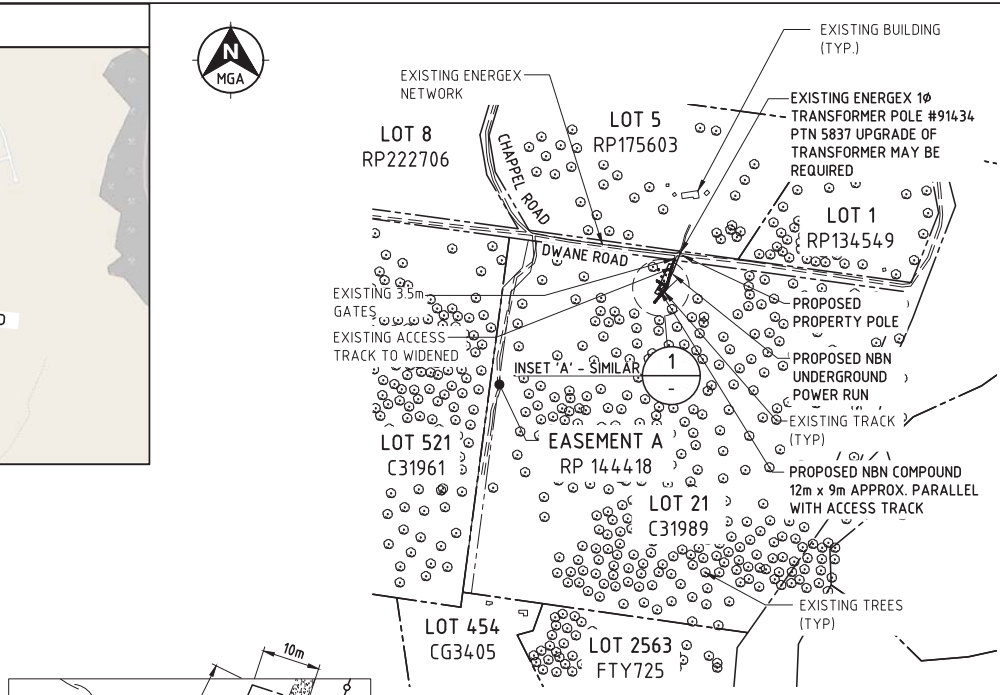 N
MGA
EXISTING BUILDING
(TYP.)
EXISTING ENERGEX
NETWORK
EXISTING ENERGEX 1Ø
TRANSFORMER POLE #91434
PTN 5837 UPGRADE OF
TRANSFORMER MAY BE
REQUIRED
LOT 8
RP222706
CHAPPEL ROAD
LOT 5
RP175603
LOT 1
RP134549
DWANE ROAD
EXISTING 3.5m
GATES
EXISTING ACCESS
TRACK TO WIDENED
PROPOSED
PROPERTY POLE
INSET 'A' - SIMILAR
1
-
PROPOSED NBN
UNDERGROUND
POWER RUN
EXISTING TRACK
(TYP)
LOT 521
C31961
EASEMENT A
RP 144418
PROPOSED NBN COMPOUND
12m x 9m APPROX. PARALLEL
WITH ACCESS TRACK
LOT 21
C31989
EXISTING TREES
(TYP)
LOT 454
CG3405
LOT 2563
FTY725
10m